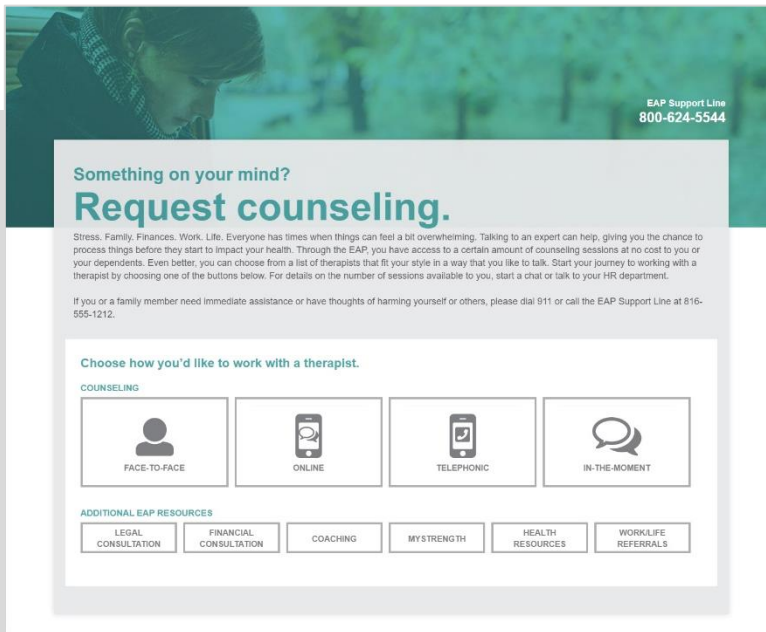 EAP Support Line
800-624-5544
Something on your mind?
Request counseling.
Stress. Family. Finances. Work. Life. Everyone has times when things can feel a bit overwhelming. Talking to an expert can help, giving you the chance to
process things before they start to impact your health. Through the EAP, you have access to a certain amount of counseling sessions at no cost to you or
your dependents. Even better, you can choose from a list of therapists that fit your style in a way that you like to talk. Start your journey to working with a
therapist by choosing one of the buttons below. For details on the number of sessions available to you, start a chat or talk to your HR department.
If you or a family member need immediate assistance or have thoughts of harming yourself or others, please dial 911 or call the EAP Support Line at 816-
555-1212.
Choose how you'd like to work with a therapist.
COUNSELING
FACE-TO-FACE ONLINE TELEPHONIC IN-THE-MOMENT
ADDITIONAL EAP RESOURCES
LEGAL FINANCIAL COACHING MYSTRENGTH HEALTH WORK/LIFE
CONSULTATION CONSULTATION RESOURCES REFERRALS